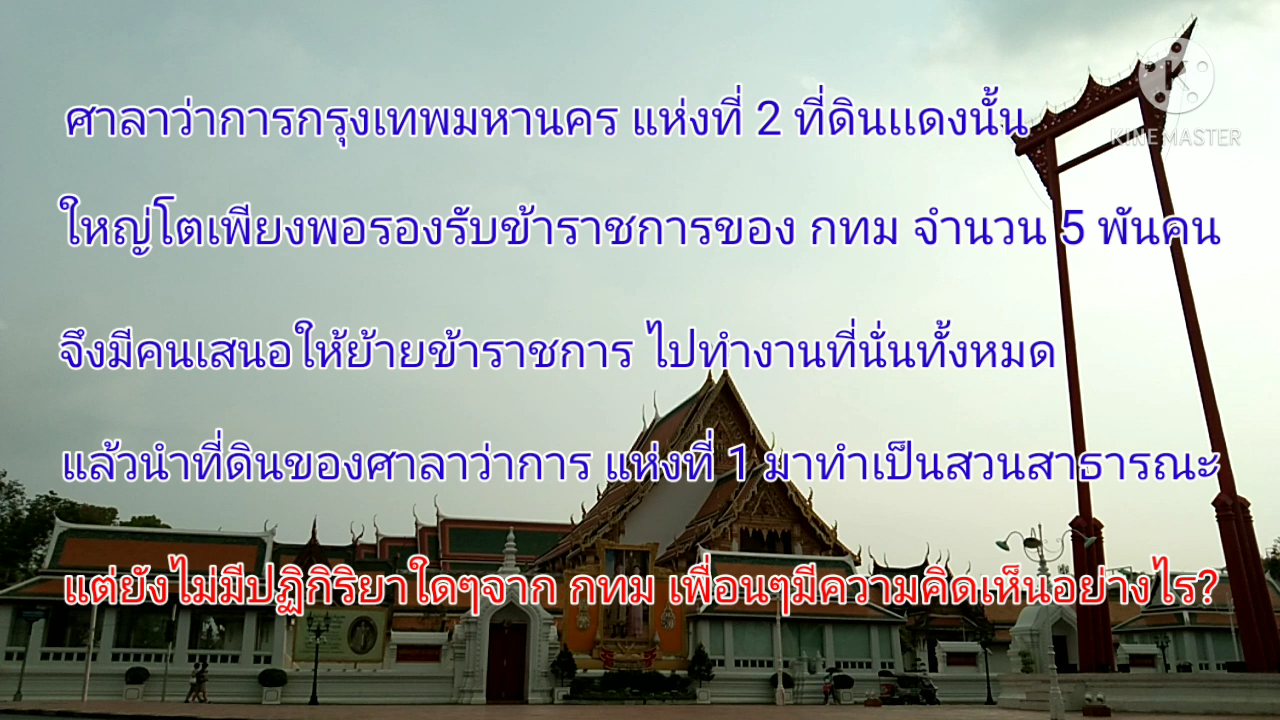 ศาลาว่าการกรุงเทพมหานคร แห่งที่ 2 ที่ดินแดงนั้น
KINEMASTER
ใหญ่โตเพียงพอรองรับข้าราชการของ กทม จำนวน 5 พันคน
จึงมีคนเสนอให้ย้ายข้าราชการ ไปทำงานที่นั่นทั้งหมด
แล้วนำที่ดินของศาลาว่าการ แห่งที่ 1 มาทำเป็นสวนสาธารณะ
แต่ยังไม่มีปฏิกิริยาใดๆจาก กทม เพื่อนๆมีความคิดเห็นอย่างไร?